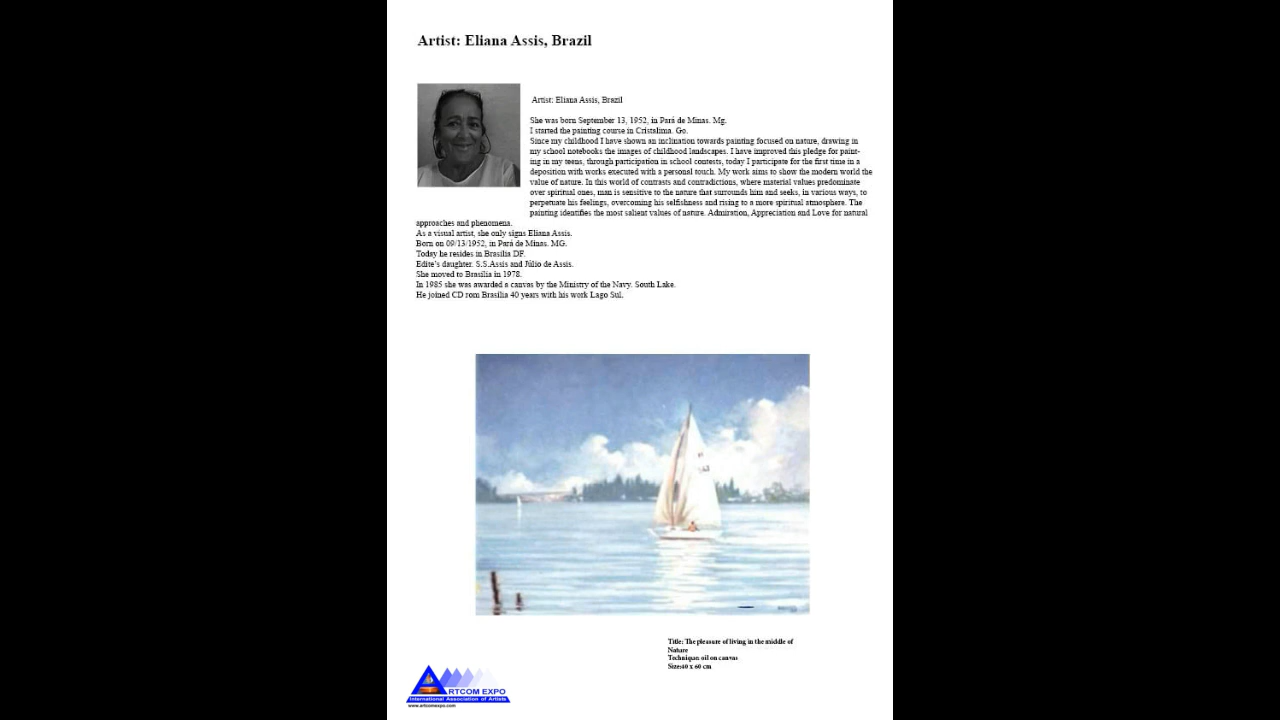 Artist: Eliana Assis, Brazil
Artist: Eliana Assis, Brazil
She was born September 13, 1952, in Pará de Minas. Mg.
I started the painting course in Cristalima. Go.
Since my childhood I have shown an inclination towards painting focused on nature, drawing in
my school notebooks the images of childhood landscapes. I have improved this pledge for paint-
ing in my teens, through participation in school contests, today I participate for the first time in a
deposition with works executed with a personal touch. My work aims to show the modern world the
value of nature. In this world of contrasts and contradictions, where material values predominate
over spiritual ones, man is sensitive to the nature that surrounds him and seeks, in various ways, to
perpetuate his feelings, overcoming his selfishness and rising to a more spiritual atmosphere. The
painting identifies the most salient values of nature. Admiration, Appreciation and Love for natural
approaches and phenomena.
As a visual artist, she only signs Eliana Assis.
Born on 09/13/1952, in Pará de Minas. MG.
Today he resides in Brasília DF.
Edite's daughter. S.S.Assis and Júlio de Assis.
She moved to Brasília in 1978.
In 1985 she was awarded a canvas by the Ministry of the Navy. South Lake.
He joined CD rom Brasília 40 years with his work Lago Sul.
Title: The pleasure of living in the middle of
Nature
Technique: oil on canvas
Size:40 x 60 cm
ARTCOM EXPO
International Association of Artists
www.artcomexpo.com